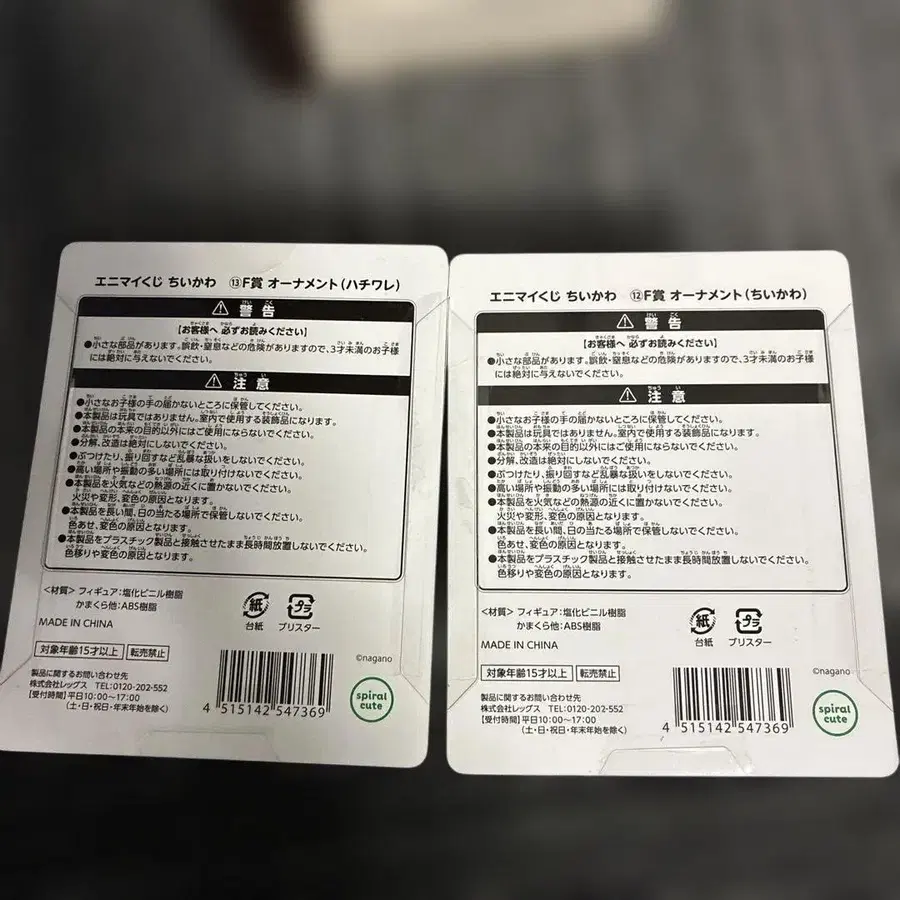 エニマイくじ ちいかわ ⑬F賞 オーナメント(ハチワレ)
⚠ 警告
【お客様へ 必ずお読みください】
●小さな部品があります。誤飲・窒息などの危険がありますので、3才未満のお子様
には絶対に与えないでください。
⚠ 注意
●小さなお子様の手の届かないところに保管してください。
●本製品は玩具ではありません。室内で使用する装飾品になります。
●本製品の本来の目的以外にはご使用にならないでください。
●分解、改造は絶対にしないでください。
●ぶつけたり、振り回すなど乱暴な扱いをしないでください。
●高い場所や振動の多い場所には取り付けないでください。
●本製品を火気などの熱源の近くに置かないでください。
火災や変形、変色の原因となります。
●本製品を長い間、日の当たる場所で保管しないでください。
色あせ、変色の原因となります。
●本製品をプラスチック製品と接触させたまま長時間放置しないでください。
色移りや変色の原因となります。
<材質> フィギュア:塩化ビニル樹脂
かまくら他:ABS樹脂
MADE IN CHINA
紙
台紙
プラ
ブリスター
対象年齢15才以上 転売禁止
©nagano
製品に関するお問い合わせ先
株式会社レッグス TEL:0120-202-552
【受付時間】平日10:00〜17:00
(土・日・祝日・年末年始を除く)
4 515142 547369
spiral
cute
エニマイくじ ちいかわ ⑫F賞 オーナメント(ちいかわ)
⚠ 警告
【お客様へ 必ずお読みください】
●小さな部品があります。誤飲・窒息などの危険がありますので、3才未満のお子様
には絶対に与えないでください。
⚠ 注意
●小さなお子様の手の届かないところに保管してください。
●本製品は玩具ではありません。室内で使用する装飾品になります。
●本製品の本来の目的以外にはご使用にならないでください。
●分解、改造は絶対にしないでください。
●ぶつけたり、振り回すなど乱暴な扱いをしないでください。
●高い場所や振動の多い場所には取り付けないでください。
●本製品を火気などの熱源の近くに置かないでください。
火災や変形、変色の原因となります。
●本製品を長い間、日の当たる場所で保管しないでください。
色あせ、変色の原因となります。
●本製品をプラスチック製品と接触させたまま長時間放置しないでください。
色移りや変色の原因となります。
<材質> フィギュア:塩化ビニル樹脂
かまくら他:ABS樹脂
MADE IN CHINA
紙
台紙
プラ
ブリスター
対象年齢15才以上 転売禁止
©nagano
製品に関するお問い合わせ先
株式会社レッグス TEL:0120-202-552
【受付時間】平日10:00〜17:00
(土・日・祝日・年末年始を除く)
4 515142 547369
spiral
cute